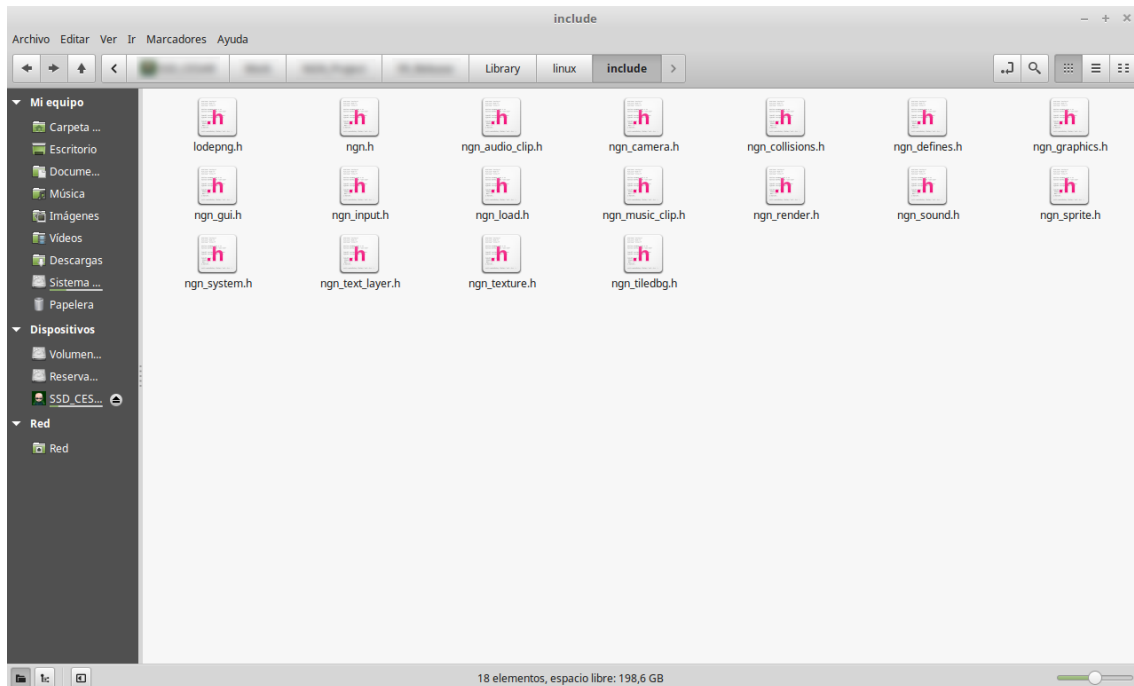 include
Archivo Editar Ver Ir Marcadores Ayuda
Library linux include
Mi equipo
Carpeta ...
Escritorio
Docume...
Música
Imágenes
Vídeos
Descargas
Sistema ...
Papelera
Dispositivos
Volumen...
Reserva...
SSD_CES...
Red
Red
.h .h .h .h .h .h .h
lodepng.h ngn.h ngn_audio_clip.h ngn_camera.h ngn_collisions.h ngn_defines.h ngn_graphics.h
.h .h .h .h .h .h .h
ngn_gui.h ngn_input.h ngn_load.h ngn_music_clip.h ngn_render.h ngn_sound.h ngn_sprite.h
.h .h .h .h
ngn_system.h ngn_text_layer.h ngn_texture.h ngn_tiledbg.h
18 elementos, espacio libre: 198,6 GB